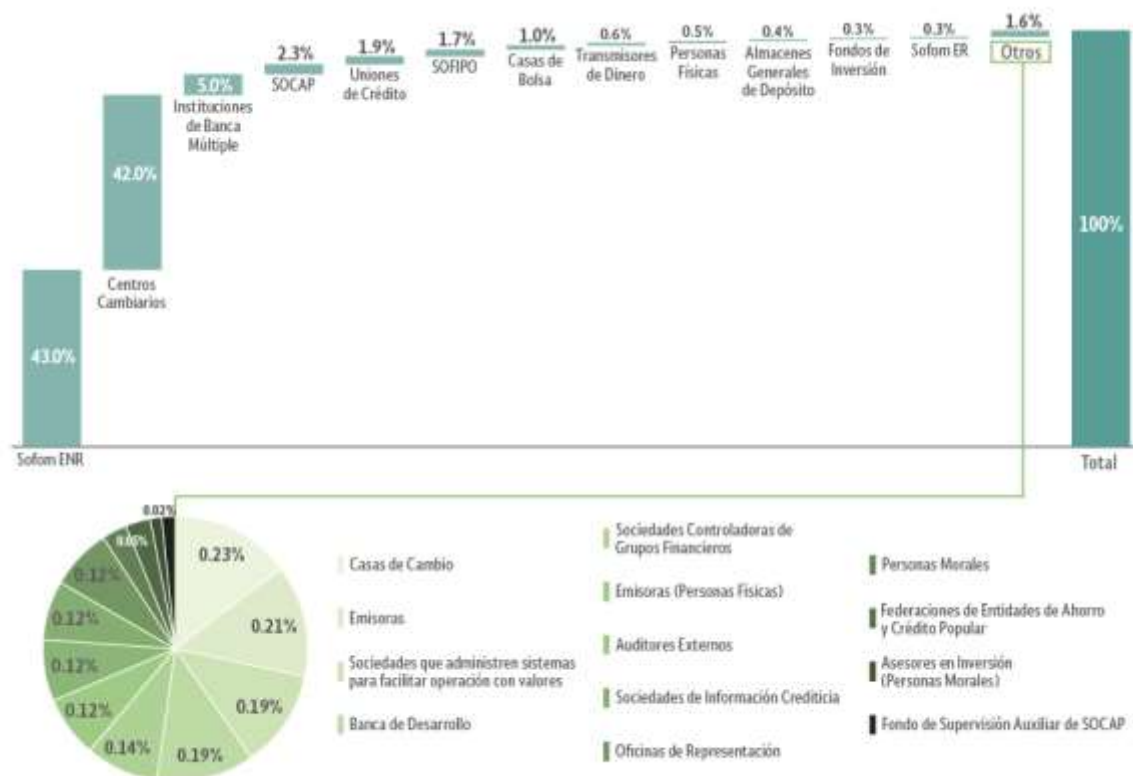 43.0%
Sofom ENR
42.0%
Centros
Cambiarios
5.0%
Instituciones
de Banca
Múltiple
2.3%
SOCAP
1.9%
Uniones
de Crédito
1.7%
SOFIPO
1.0%
Casas de
Bolsa
0.6%
Transmisores
de Dinero
0.5%
Personas
Físicas
0.4%
Almacenes
Generales
de Depósito
0.3%
Fondos de
Inversión
0.3%
Sofom ER
1.6%
Otros
100%
Total
0.02%
0.23%
0.21%
0.19%
0.19%
0.14%
0.12%
0.12%
0.12%
0.12%
Casas de Cambio
Emisoras
Sociedades que administren sistemas
para facilitar operación con valores
Banca de Desarrollo
Sociedades Controladoras de
Grupos Financieros
Emisoras (Personas Físicas)
Auditores Externos
Sociedades de Información Crediticia
Oficinas de Representación
Personas Morales
Federaciones de Entidades de Ahorro
y Crédito Popular
Asesores en Inversión
(Personas Morales)
Fondo de Supervisión Auxiliar de SOCAP